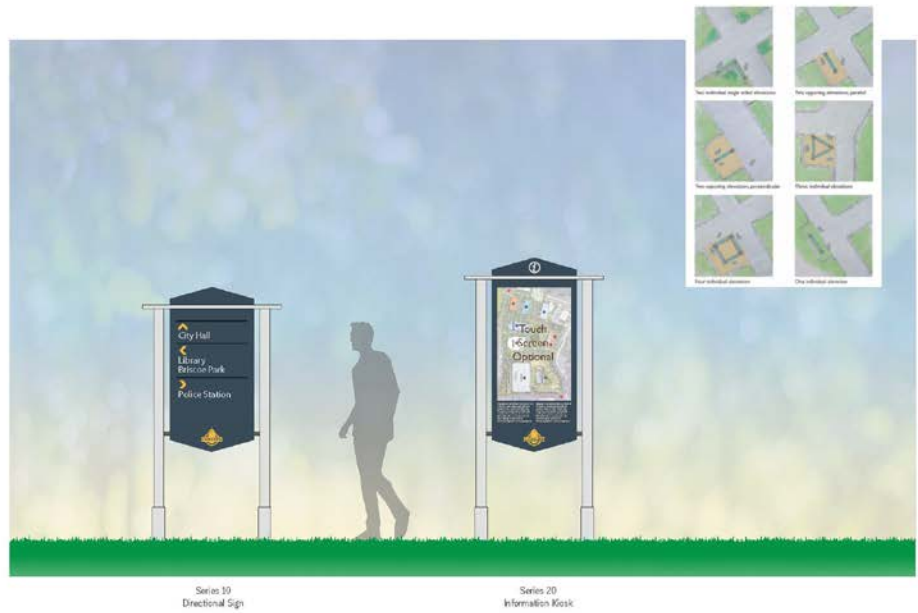 Two individual single sided elevations
Two opposing elevations, parallel
Two opposing elevations, perpendicular
Three individual elevations
Four individual elevations
One individual elevation
City Hall
Library
Briscoe Park
Police Station
Touch
Screen
Optional
Series 10
Directional Sign
Series 20
Information Kiosk